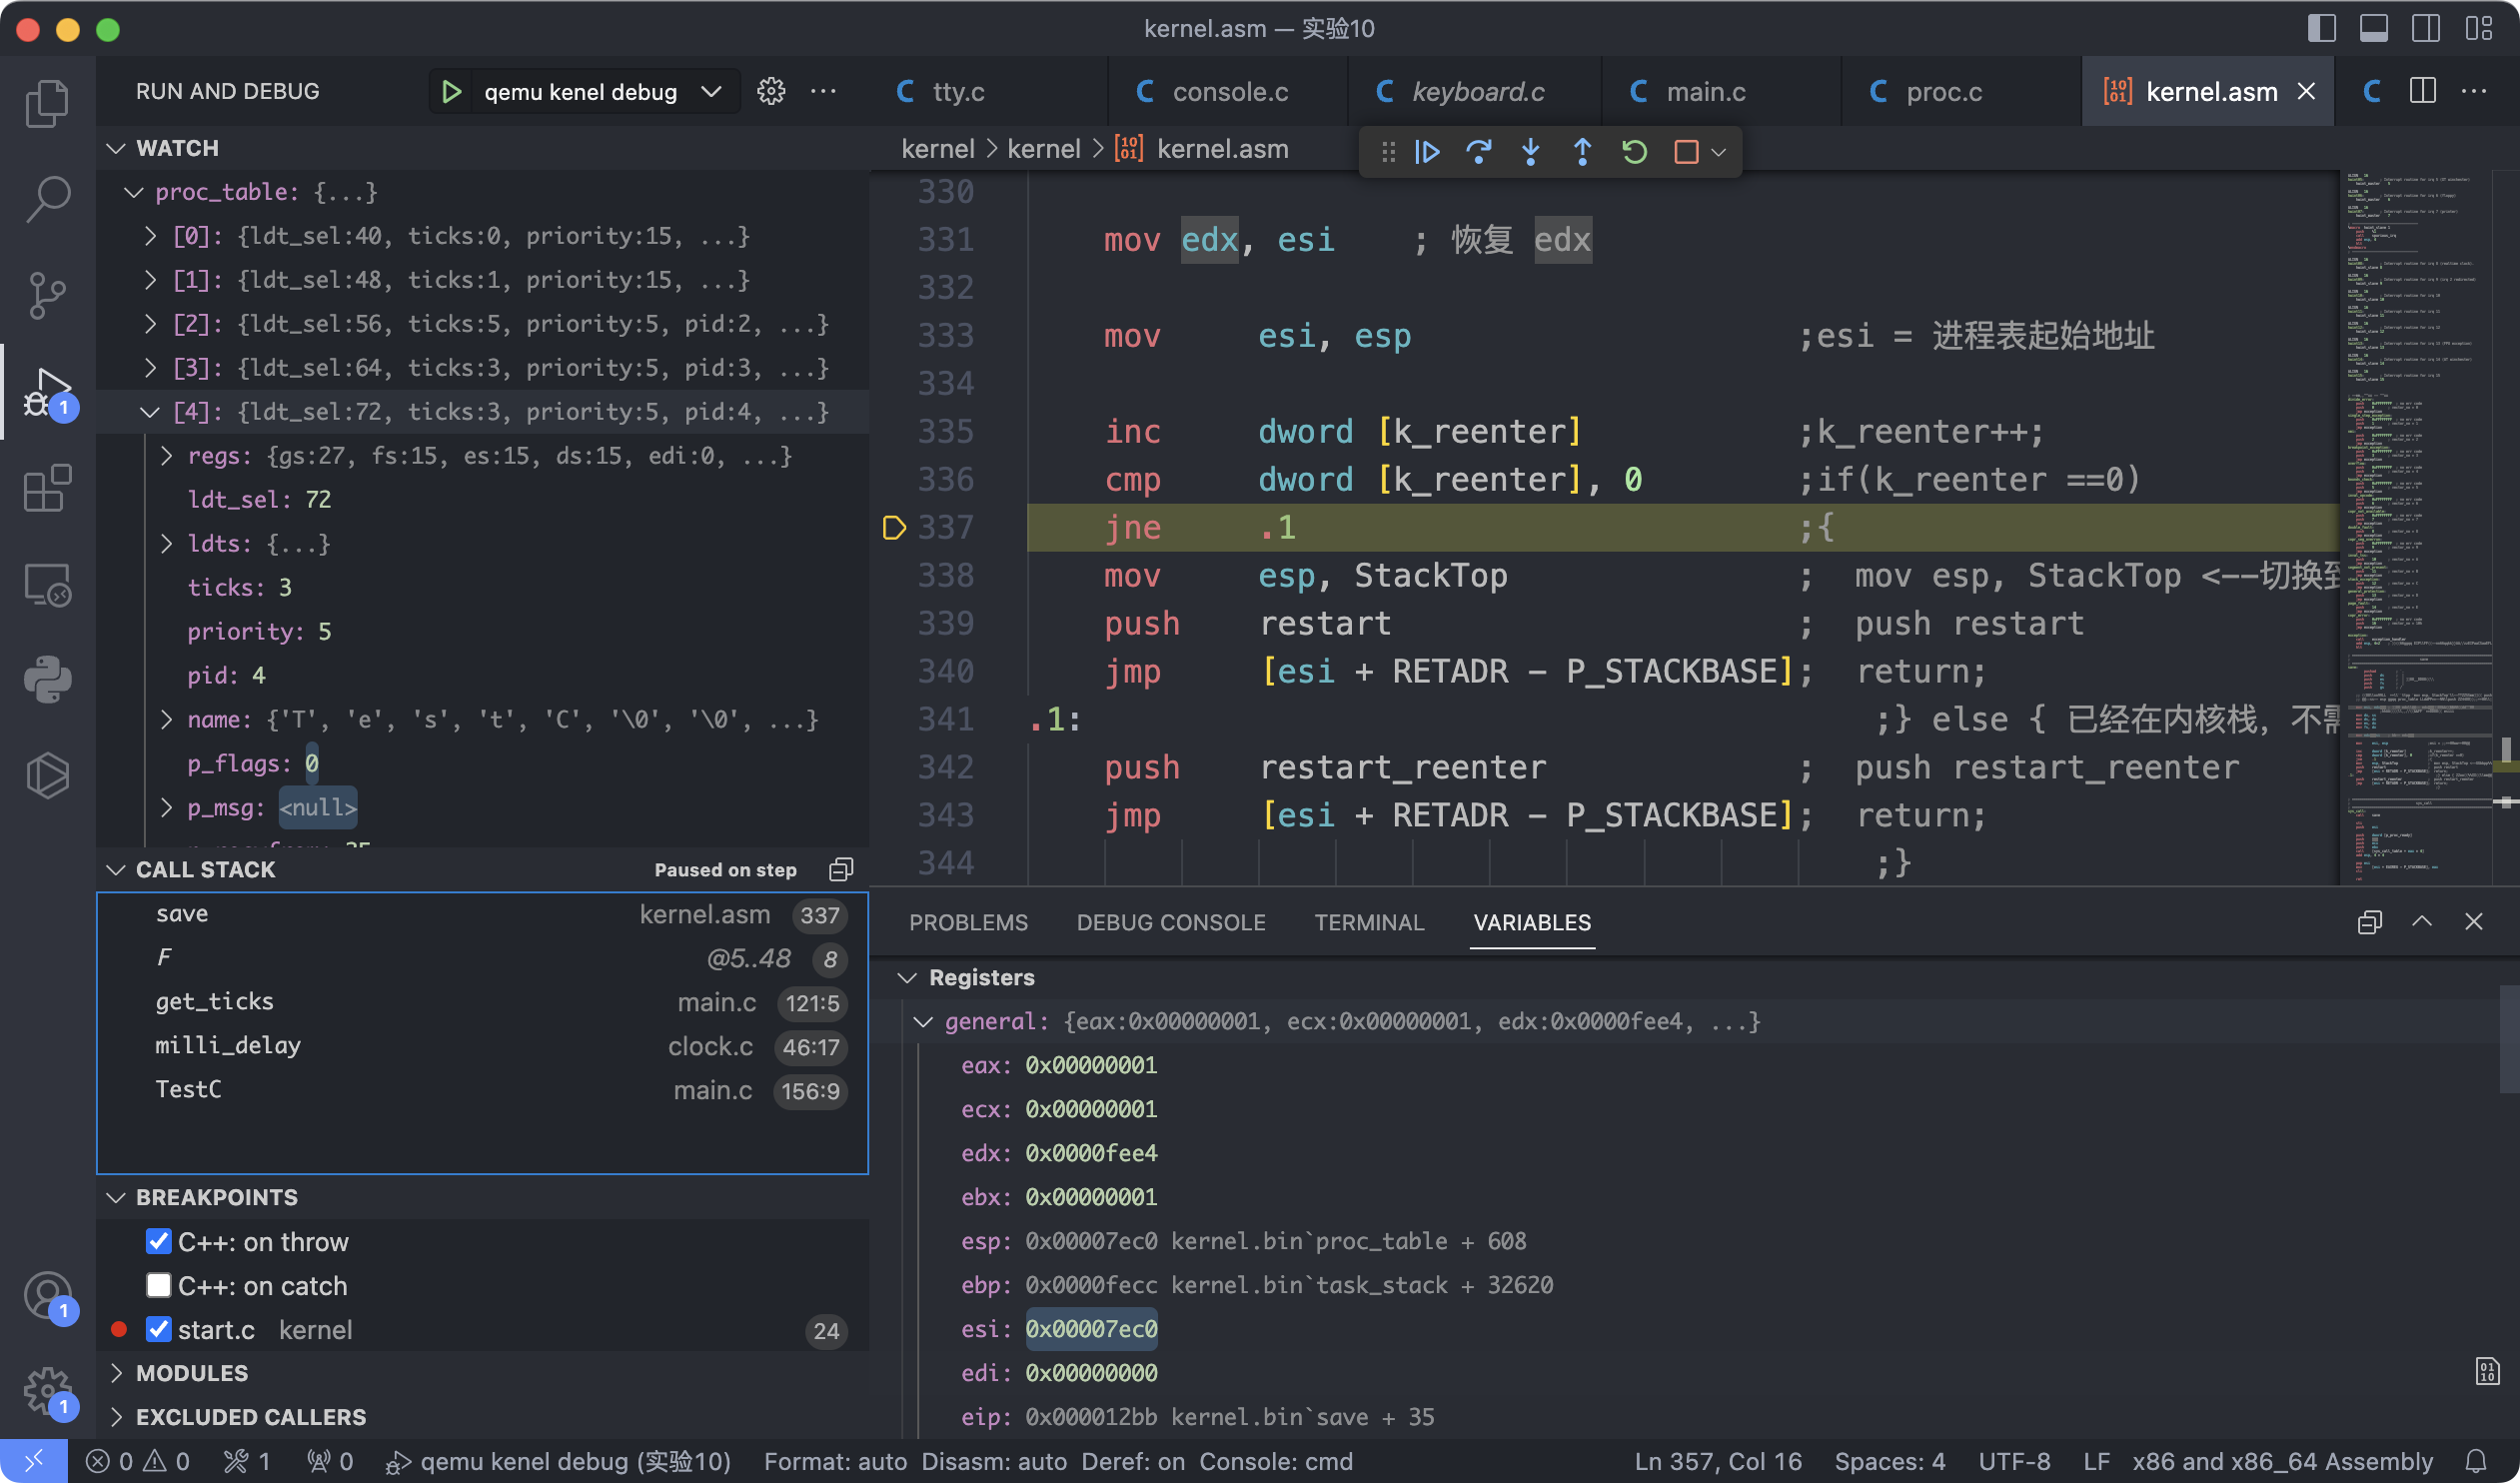 kernel.asm — 实验10
RUN AND DEBUG
qemu kenel debug
tty.c
console.c
keyboard.c
main.c
proc.c
kernel.asm
WATCH
proc_table: {...}
[0]: {ldt_sel:40, ticks:0, priority:15, ...}
[1]: {ldt_sel:48, ticks:1, priority:15, ...}
[2]: {ldt_sel:56, ticks:5, priority:5, pid:2, ...}
[3]: {ldt_sel:64, ticks:3, priority:5, pid:3, ...}
[4]: {ldt_sel:72, ticks:3, priority:5, pid:4, ...}
regs: {gs:27, fs:15, es:15, ds:15, edi:0, ...}
ldt_sel: 72
ldts: {...}
ticks: 3
priority: 5
pid: 4
name: {'T', 'e', 's', 't', 'C', '\0', '\0', ...}
p_flags: 0
p_msg: <null>
CALL STACK
Paused on step
save kernel.asm 337
F @5..48 8
get_ticks main.c 121:5
milli_delay clock.c 46:17
TestC main.c 156:9
BREAKPOINTS
C++: on throw
C++: on catch
start.c kernel 24
MODULES
EXCLUDED CALLERS
1
1
1
kernel > kernel > kernel.asm
330
331 mov edx, esi ; 恢复 edx
332
333 mov esi, esp ;esi = 进程表起始地址
334
335 inc dword [k_reenter] ;k_reenter++;
336 cmp dword [k_reenter], 0 ;if(k_reenter ==0)
337 jne .1 ;{
338 mov esp, StackTop ; mov esp, StackTop <--切换到
339 push restart ; push restart
340 jmp [esi + RETADR - P_STACKBASE]; return;
341 .1: ;} else { 已经在内核栈，不需
342 push restart_reenter ; push restart_reenter
343 jmp [esi + RETADR - P_STACKBASE]; return;
344 ;}
PROBLEMS
DEBUG CONSOLE
TERMINAL
VARIABLES
Registers
general: {eax:0x00000001, ecx:0x00000001, edx:0x0000fee4, ...}
eax: 0x00000001
ecx: 0x00000001
edx: 0x0000fee4
ebx: 0x00000001
esp: 0x00007ec0 kernel.bin`proc_table + 608
ebp: 0x0000fecc kernel.bin`task_stack + 32620
esi: 0x00007ec0
edi: 0x00000000
eip: 0x000012bb kernel.bin`save + 35
0 0 1 0 qemu kenel debug (实验10) Format: auto Disasm: auto Deref: on Console: cmd
Ln 357, Col 16 Spaces: 4 UTF-8 LF x86 and x86_64 Assembly